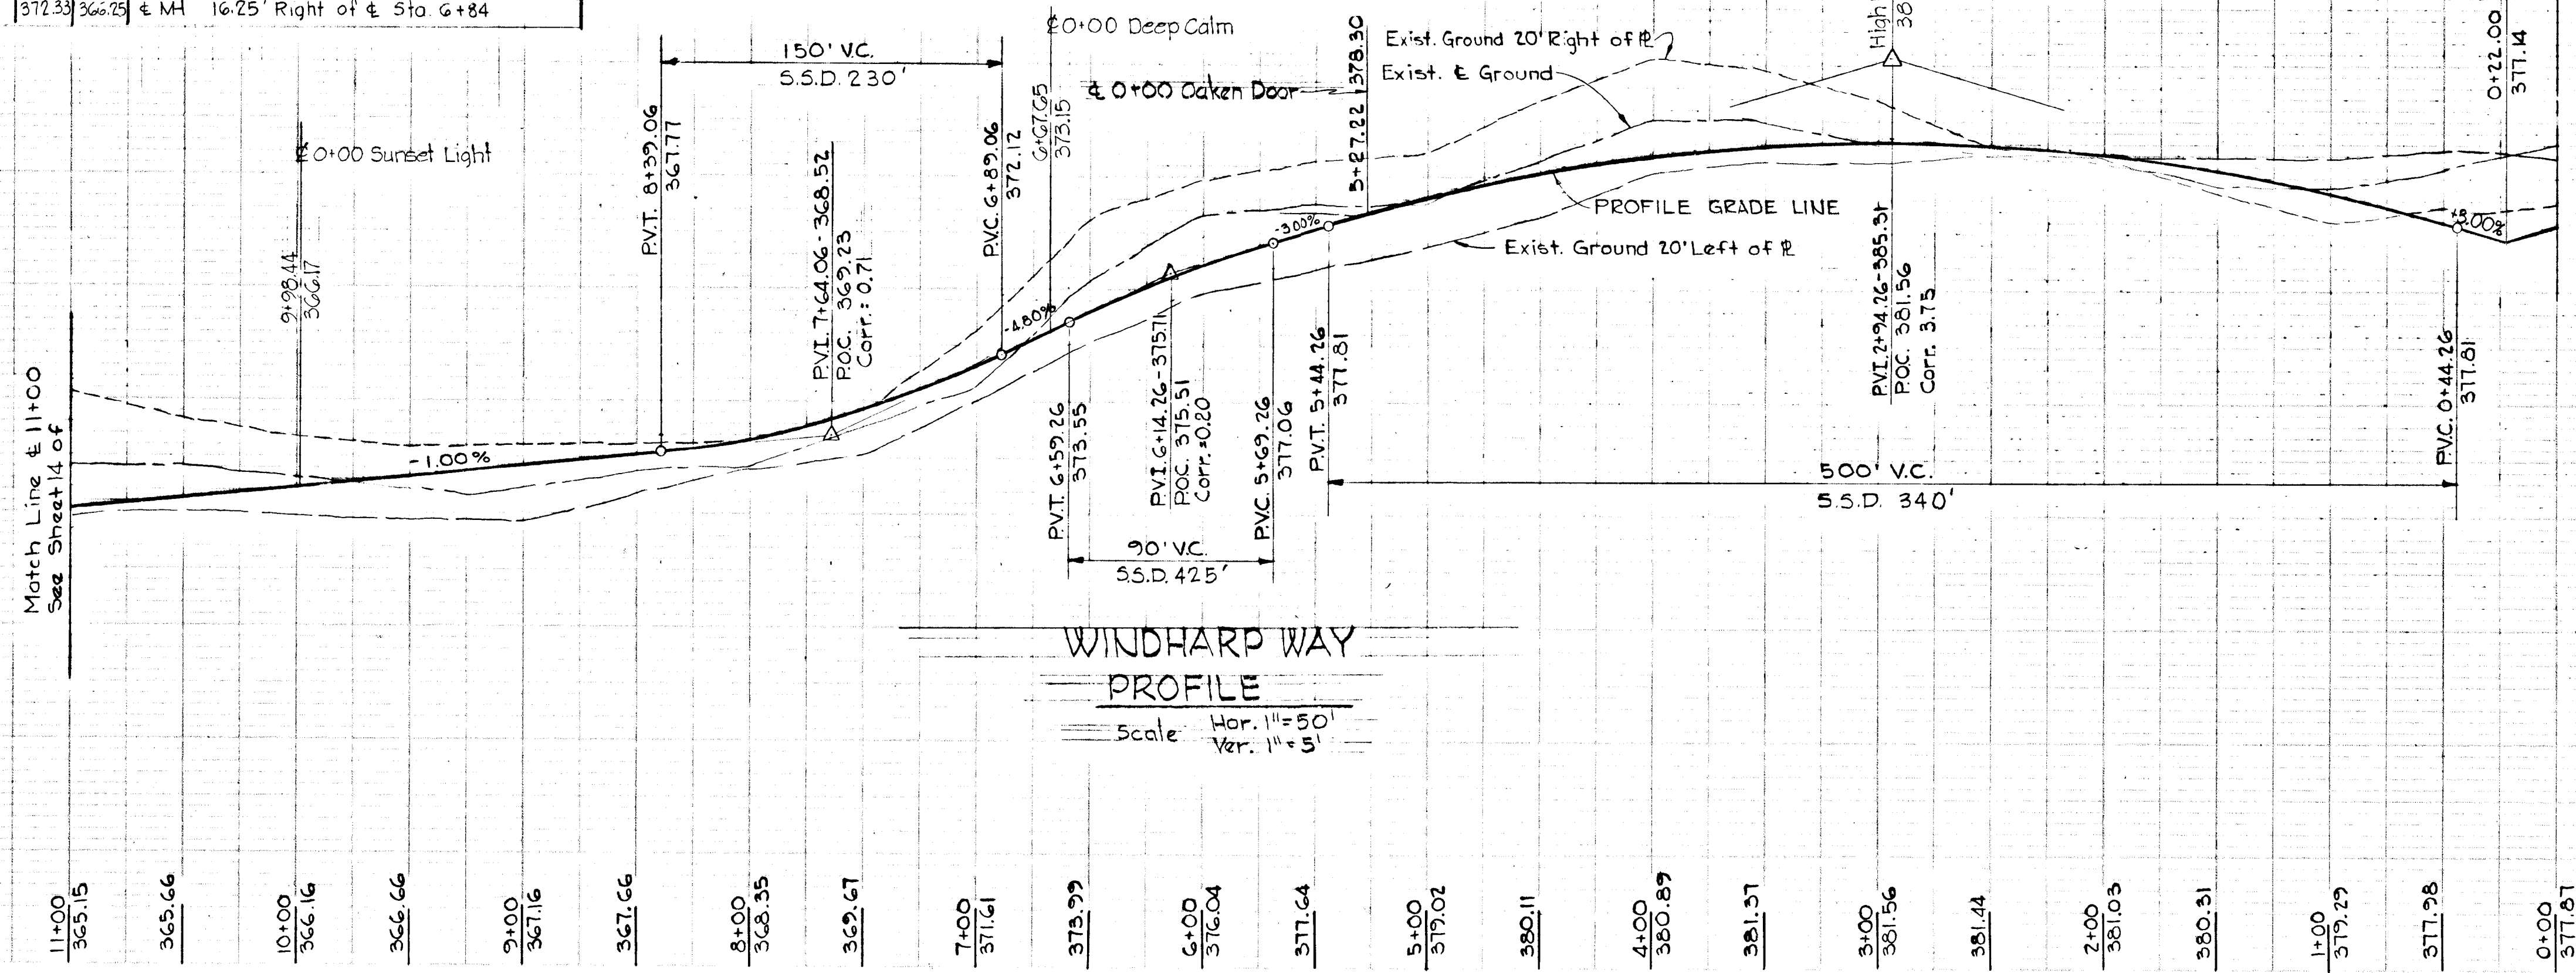 372.33 366.25 ℄ MH 16.25' Right of ℄ Sta. 6+84
℄ 0+00 Deep Calm
150' V.C.
S.S.D. 230'
℄ 0+00 Oaken Door
5+27.22 378.30
Exist. Ground 20' Right of ⅊
Exist. ℄ Ground
High
38
0+22.00
377.14
℄ 0+00 Sunset Light
9+98.44
366.17
P.V.T. 8+39.06
367.77
P.V.I. 7+64.06-368.52
P.O.C. 369.23
Corr. = 0.71
P.V.C. 6+89.06
372.12
6+67.65
373.15
PROFILE GRADE LINE
Exist. Ground 20' Left of ⅊
-1.00%
-4.80%
-3.00%
+3.00%
Match Line ℄ 11+00
See Sheet 14 of
P.V.T. 6+59.26
373.55
P.V.I. 6+14.26-375.71
P.O.C. 375.51
Corr. = 0.20
P.V.C. 5+69.26
377.06
P.V.T. 5+44.26
377.81
P.V.I. 2+94.26-385.31
P.O.C. 381.56
Corr. 3.75
P.V.C. 0+44.26
377.81
500' V.C.
S.S.D. 340'
90' V.C.
S.S.D. 425'
WINDHARP WAY
PROFILE
Scale Hor. 1"=50'
Ver. 1"=5'
11+00
365.15
365.66
10+00
366.16
366.66
9+00
367.16
367.66
8+00
368.35
369.67
7+00
371.61
373.99
6+00
376.04
377.64
5+00
379.02
380.11
4+00
380.89
381.37
3+00
381.56
381.44
2+00
381.03
380.31
1+00
379.29
377.98
0+00
377.87